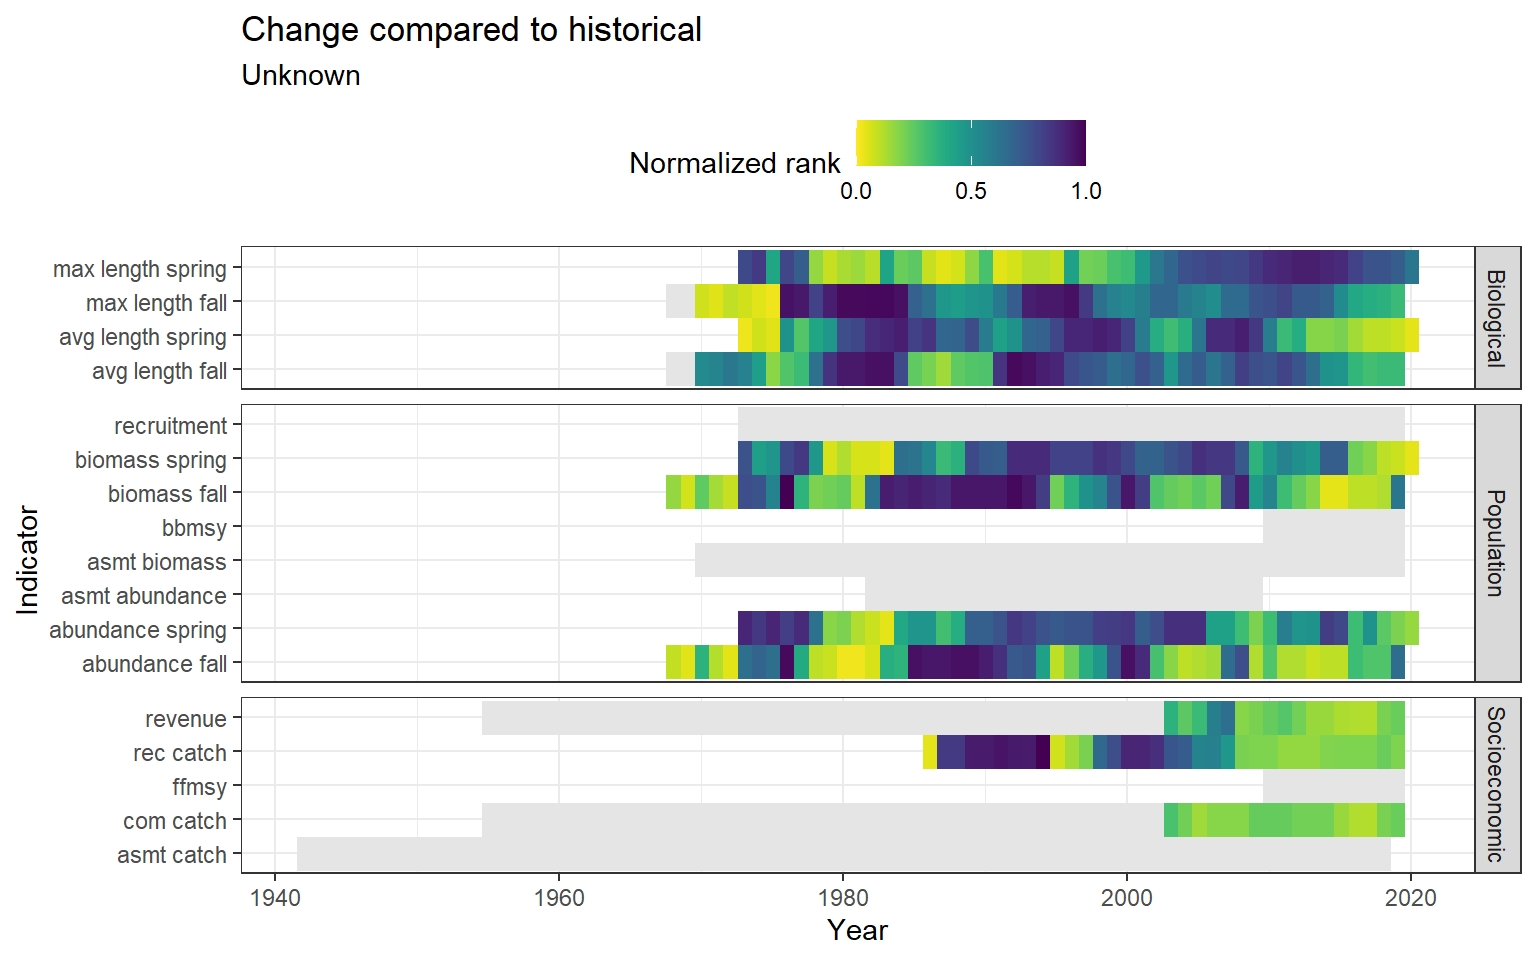 Change compared to historical
Unknown
Normalized rank
0.0 0.5 1.0
max length spring
max length fall
avg length spring
avg length fall
Biological
recruitment
biomass spring
biomass fall
bbmsy
asmt biomass
asmt abundance
abundance spring
abundance fall
Population
revenue
rec catch
ffmsy
com catch
asmt catch
Socioeconomic
Indicator
1940 1960 1980 2000 2020
Year